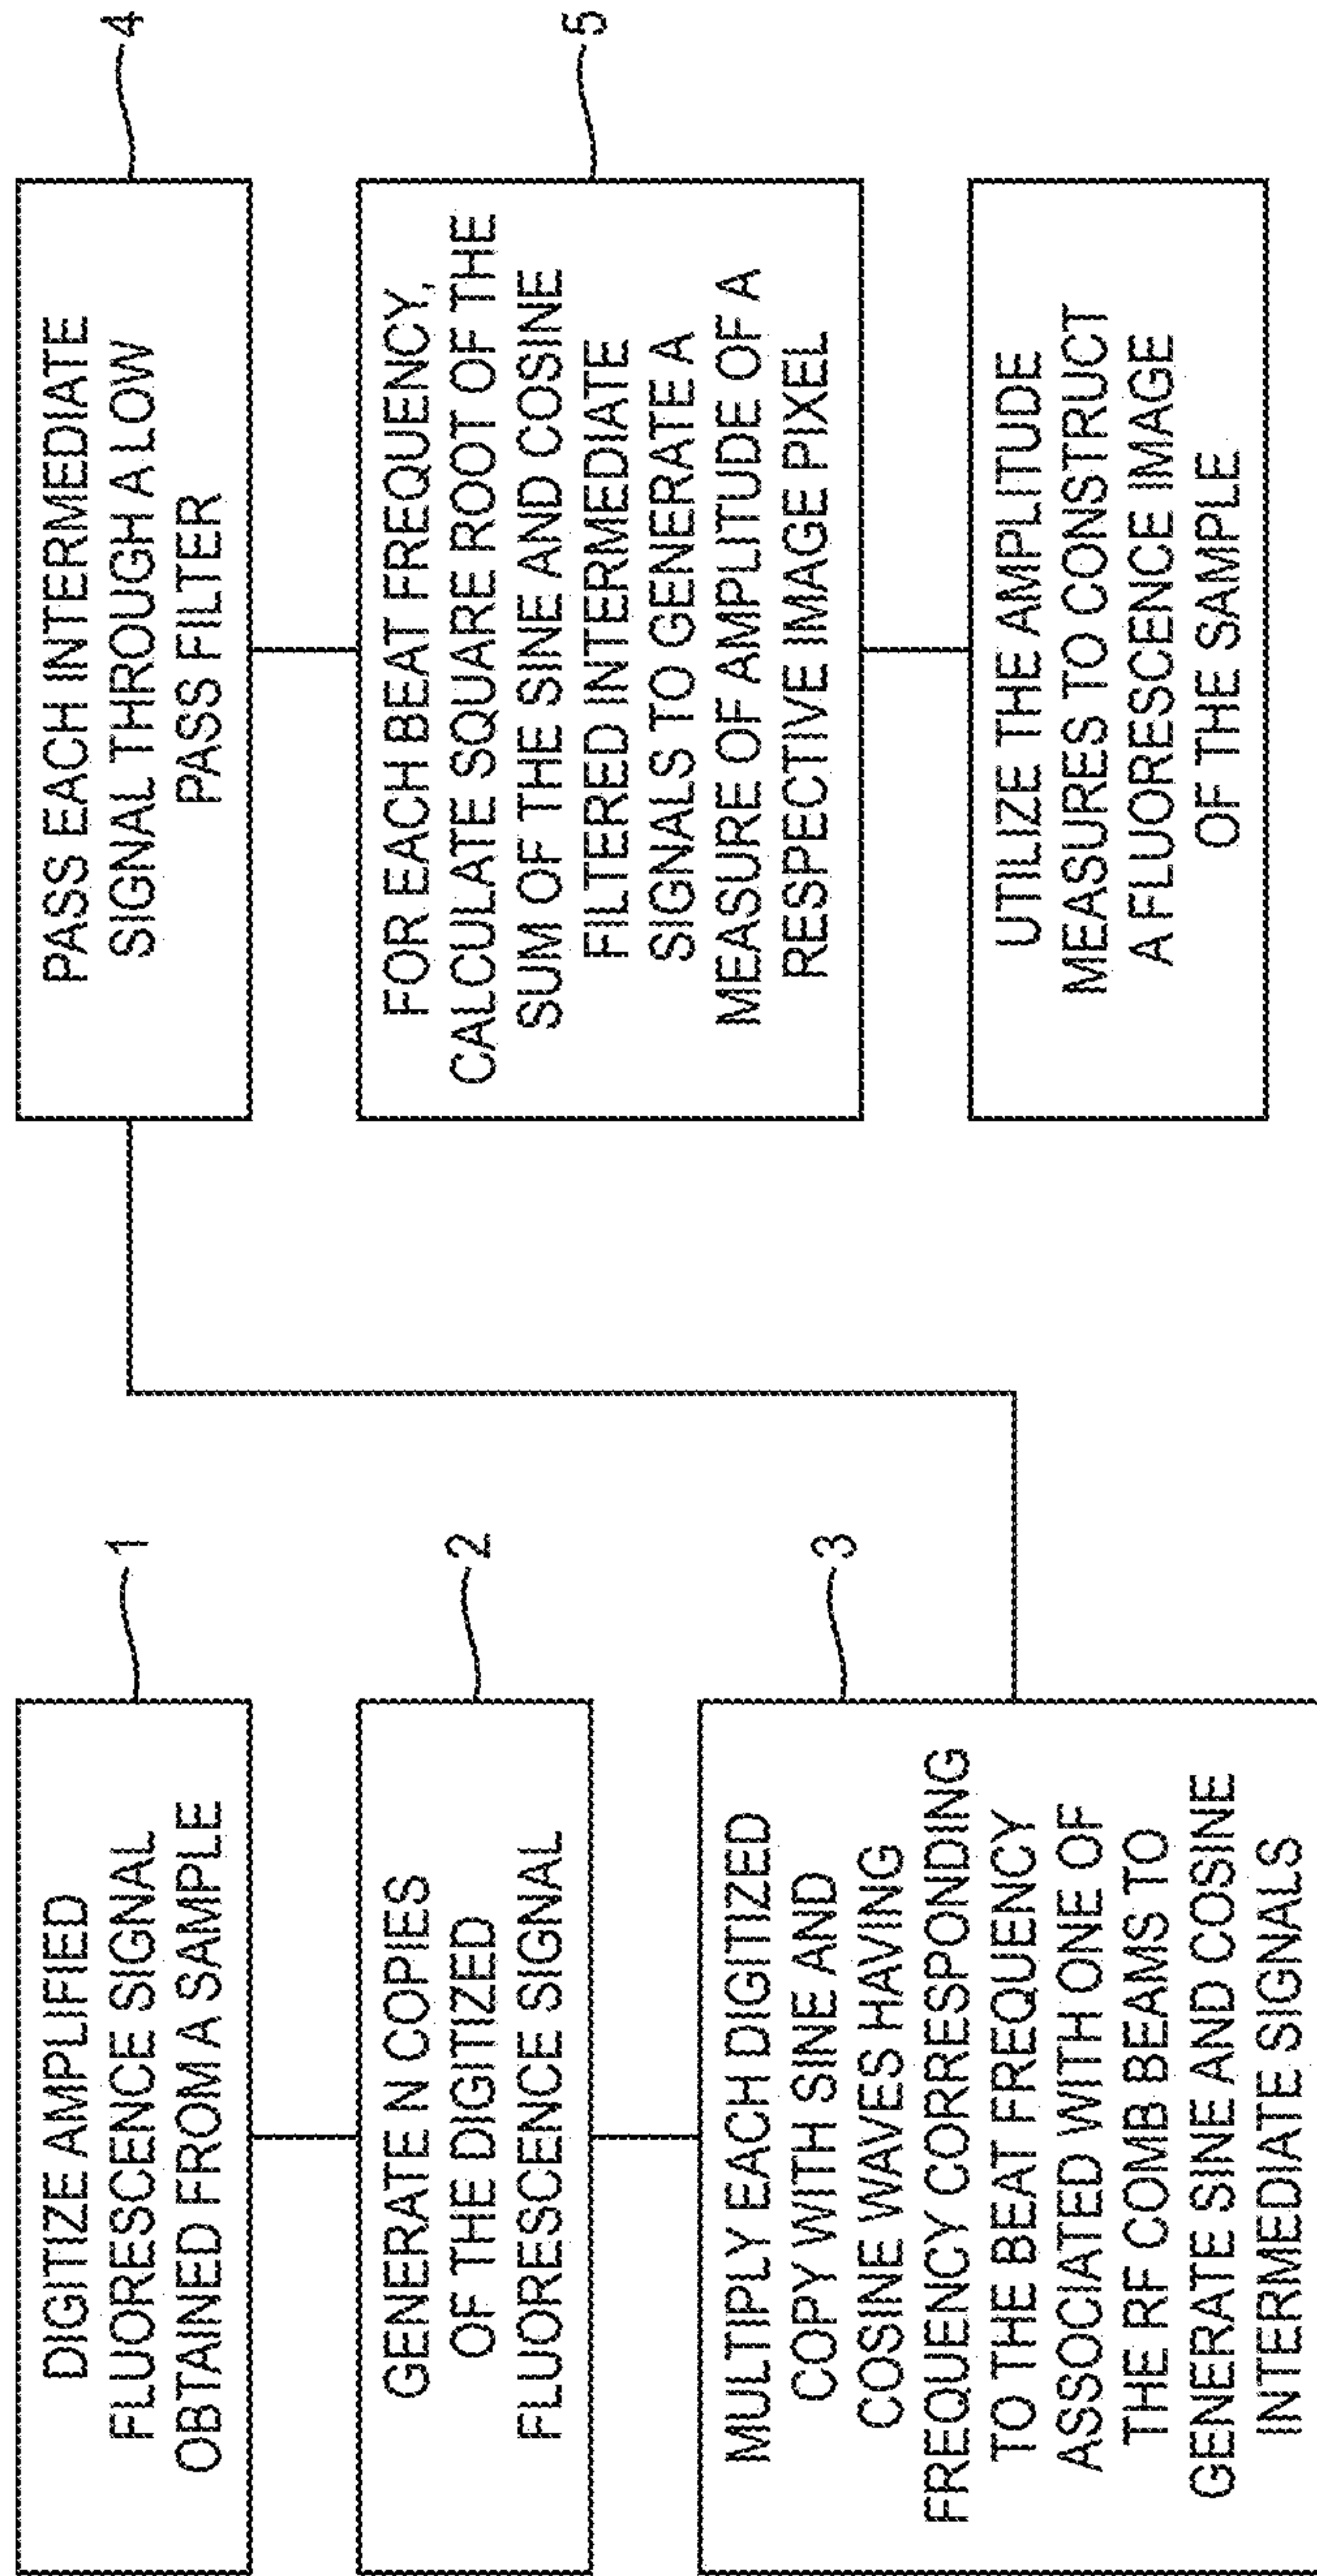 DIGITIZE AMPLIFIED
FLUORESCENCE SIGNAL
OBTAINED FROM A SAMPLE
1
GENERATE N COPIES
OF THE DIGITIZED
FLUORESCENCE SIGNAL
2
MULTIPLY EACH DIGITIZED
COPY WITH SINE AND
COSINE WAVES HAVING
FREQUENCY CORRESPONDING
TO THE BEAT FREQUENCY
ASSOCIATED WITH ONE OF
THE RF COMB BEAMS TO
GENERATE SINE AND COSINE
INTERMEDIATE SIGNALS
3
PASS EACH INTERMEDIATE
SIGNAL THROUGH A LOW
PASS FILTER
4
FOR EACH BEAT FREQUENCY,
CALCULATE SQUARE ROOT OF THE
SUM OF THE SINE AND COSINE
FILTERED INTERMEDIATE
SIGNALS TO GENERATE A
MEASURE OF AMPLITUDE OF A
RESPECTIVE IMAGE PIXEL
5
UTILIZE THE AMPLITUDE
MEASURES TO CONSTRUCT
A FLUORESCENCE IMAGE
OF THE SAMPLE